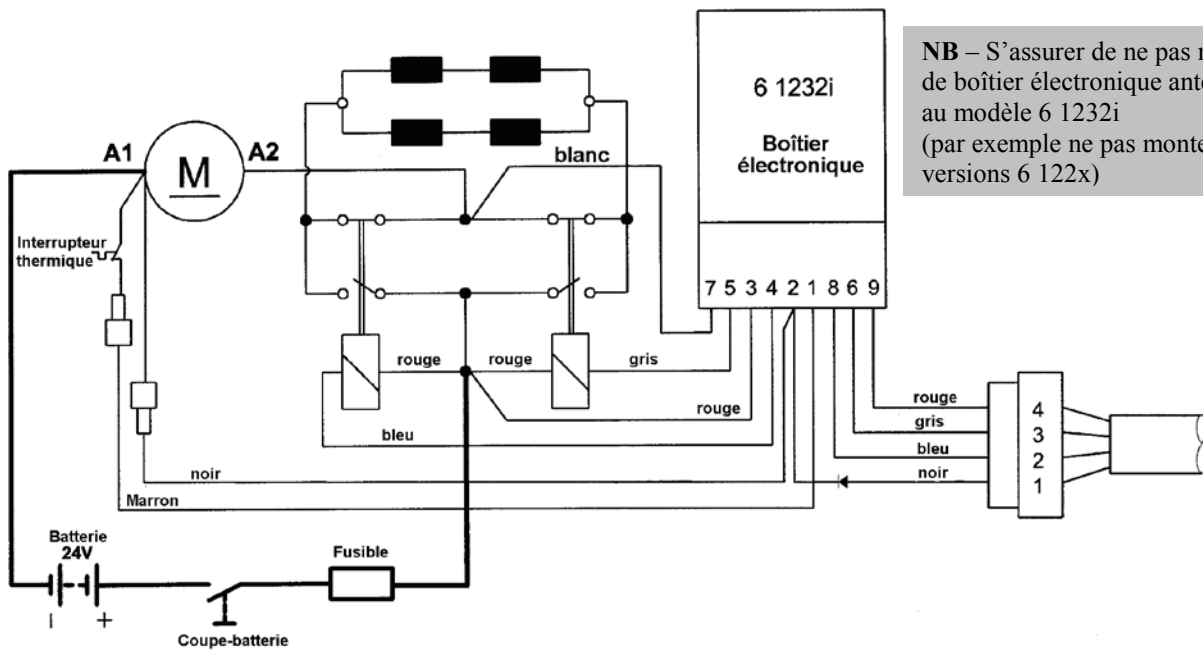 NB – S'assurer de ne pas
de boîtier électronique
au modèle 6 1232i
(par exemple ne pas
versions 6 122x)
6 1232i
Boîtier
électronique
A1
M
A2
blanc
Interrupteur
thermique
7 5 3 4 2 1 8 6 9
rouge
rouge
gris
rouge
bleu
noir
Marron
rouge
gris
bleu
noir
4
3
2
1
Batterie
24V
Fusible
+
Coupe-batterie